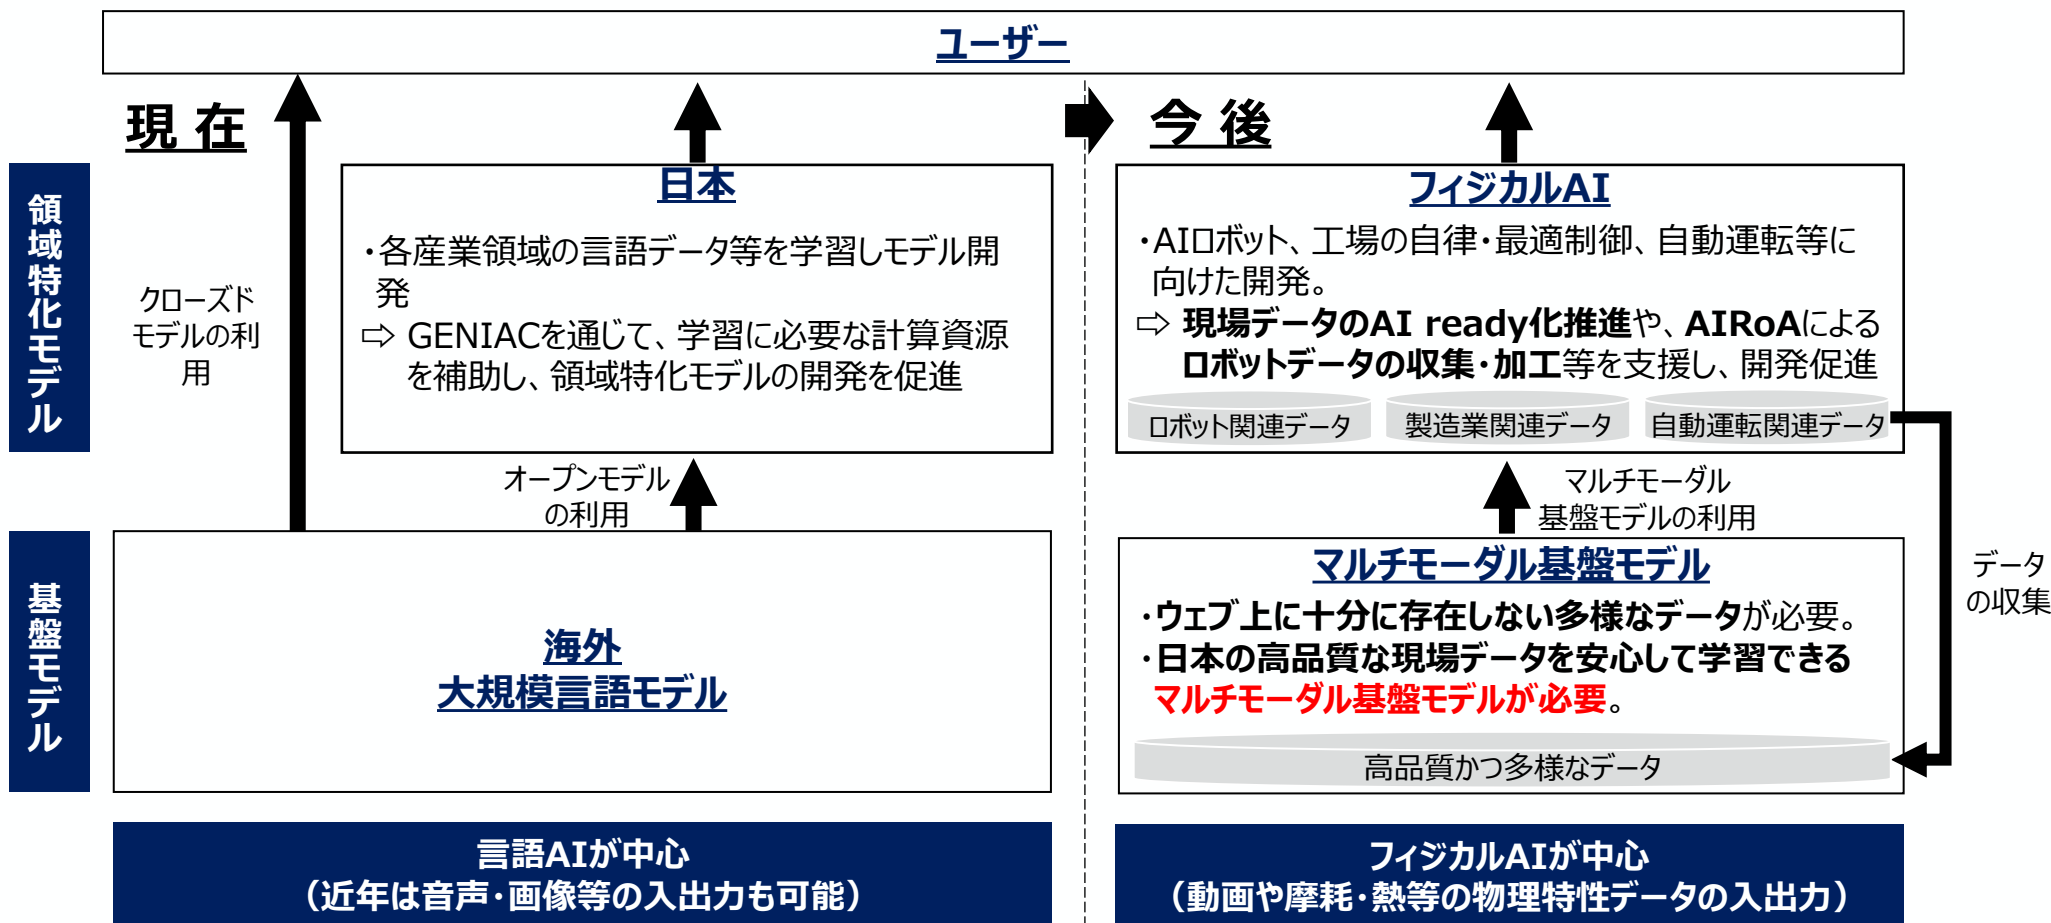 ユーザー
現在
今後
領域特化モデル
クローズド
モデルの利
用
日本
・各産業領域の言語データ等を学習しモデル開
発
⇨ GENIACを通じて、学習に必要な計算資源
を補助し、領域特化モデルの開発を促進
オープンモデル
の利用
基盤モデル
海外
大規模言語モデル
言語AIが中心
（近年は音声・画像等の入出力も可能）
フィジカルAI
・AIロボット、工場の自律・最適制御、自動運転等に
向けた開発。
⇨ 現場データのAI ready化推進や、AIRoAによる
ロボットデータの収集・加工等を支援し、開発促進
ロボット関連データ
製造業関連データ
自動運転関連データ
マルチモーダル
基盤モデルの利用
データ
の収集
マルチモーダル基盤モデル
・ウェブ上に十分に存在しない多様なデータが必要。
・日本の高品質な現場データを安心して学習できる
マルチモーダル基盤モデルが必要。
高品質かつ多様なデータ
フィジカルAIが中心
（動画や摩耗・熱等の物理特性データの入出力）